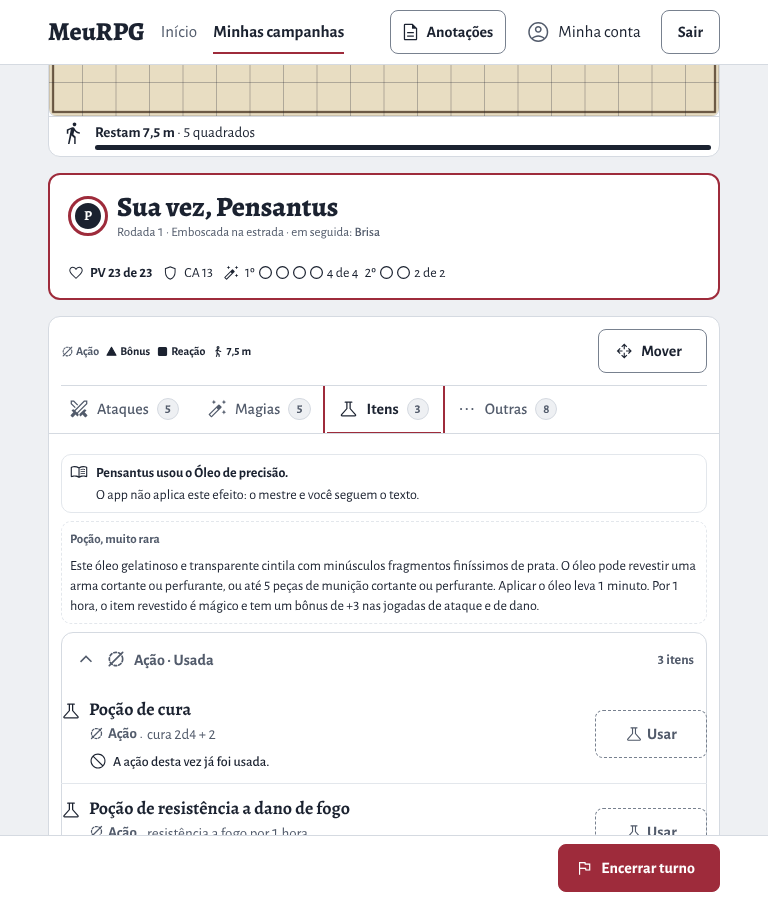 MeuRPG Início Minhas campanhas Anotações Minha conta Sair
Restam 7,5 m · 5 quadrados
P
Sua vez, Pensantus
Rodada 1 · Emboscada na estrada · em seguida: Brisa
PV 23 de 23 CA 13 1º 4 de 4 2º 2 de 2
Ação Bônus Reação 7,5 m
Mover
Ataques 5 Magias 5 Itens 3 Outras 8
Pensantus usou o Óleo de precisão.
O app não aplica este efeito: o mestre e você seguem o texto.
Poção, muito rara
Este óleo gelatinoso e transparente cintila com minúsculos fragmentos finíssimos de prata. O óleo pode revestir uma
arma cortante ou perfurante, ou até 5 peças de munição cortante ou perfurante. Aplicar o óleo leva 1 minuto. Por 1
hora, o item revestido é mágico e tem um bônus de +3 nas jogadas de ataque e de dano.
Ação · Usada 3 itens
Poção de cura
Ação . cura 2d4 + 2
Usar
A ação desta vez já foi usada.
Poção de resistência a dano de fogo
Ação . resistência a fogo por 1 hora
Usar
Encerrar turno